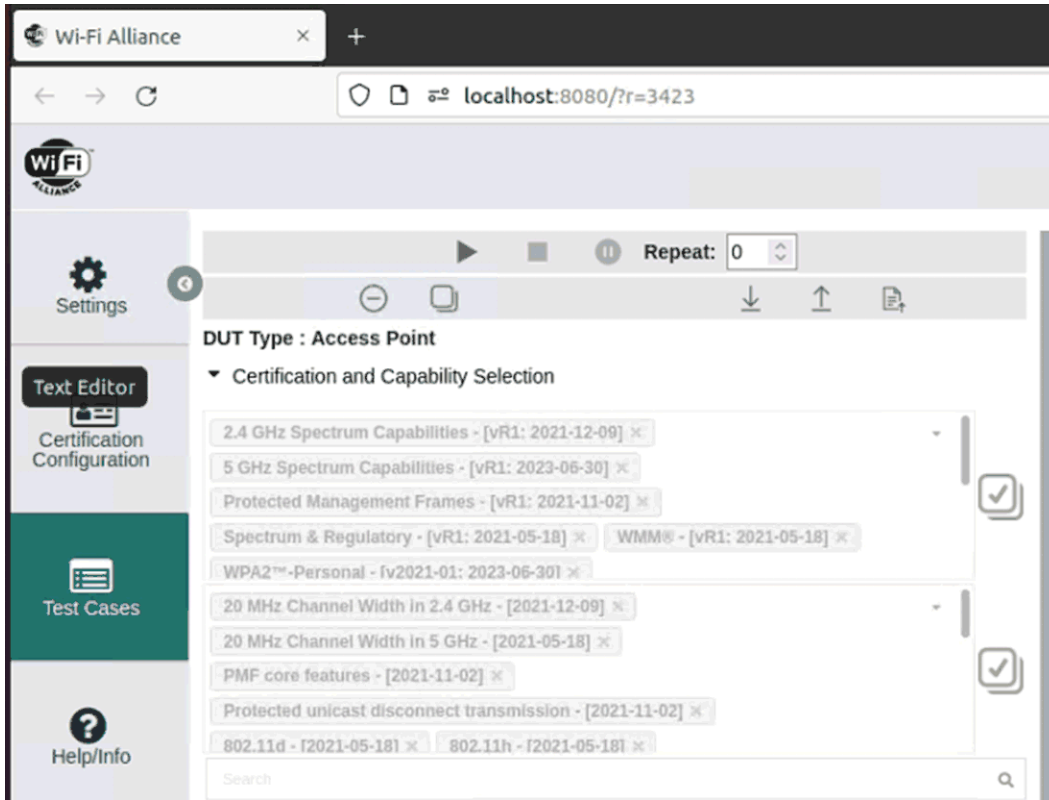 Wi-Fi Alliance
localhost:8080/?r=3423
Wi Fi
ALLIANCE
Repeat: 0
Settings
DUT Type : Access Point
Certification and Capability Selection
Text Editor
Certification
Configuration
2.4 GHz Spectrum Capabilities - [vR1: 2021-12-09]
5 GHz Spectrum Capabilities - [vR1: 2023-06-30]
Protected Management Frames - [vR1: 2021-11-02]
Spectrum & Regulatory - [vR1: 2021-05-18] WMM® - [vR1: 2021-05-18]
WPA2™-Personal - [v2021-01: 2023-06-30]
Test Cases
20 MHz Channel Width in 2.4 GHz - [2021-12-09]
20 MHz Channel Width in 5 GHz - [2021-05-18]
PMF core features - [2021-11-02]
Protected unicast disconnect transmission - [2021-11-02]
802.11d - [2021-05-18] 802.11h - [2021-05-18]
Help/Info
Search